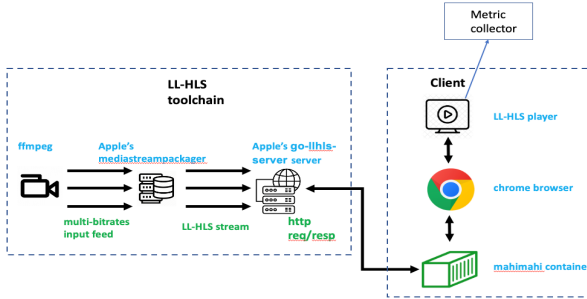 Metric
collector
LL-HLS
toolchain
Client
ffmpeg
Apple's
mediastreampackager
Apple's go-llhls-
server server
multi-bitrates
input feed
LL-HLS stream
http
req/resp
LL-HLS player
chrome browser
mahimahi container